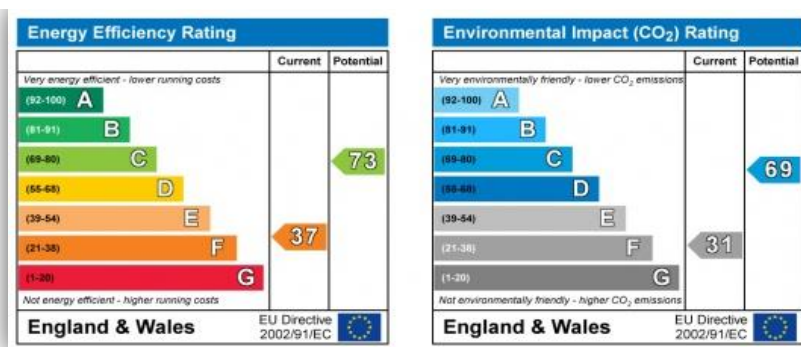 Energy Efficiency Rating
Current Potential
Very energy efficient - lower running costs
(92-100) A
(81-91) B
(69-80) C
73
(55-68) D
(39-54) E
37
(21-38) F
(1-20) G
Not energy efficient - higher running costs
England & Wales
EU Directive
2002/91/EC
Environmental Impact (CO₂) Rating
Current Potential
Very environmentally friendly - lower CO₂ emissions
(92-100) A
(81-91) B
(69-80) C
69
(55-68) D
(39-54) E
(21-38) F
31
(1-20) G
Not environmentally friendly - higher CO₂ emissions
England & Wales
EU Directive
2002/91/EC